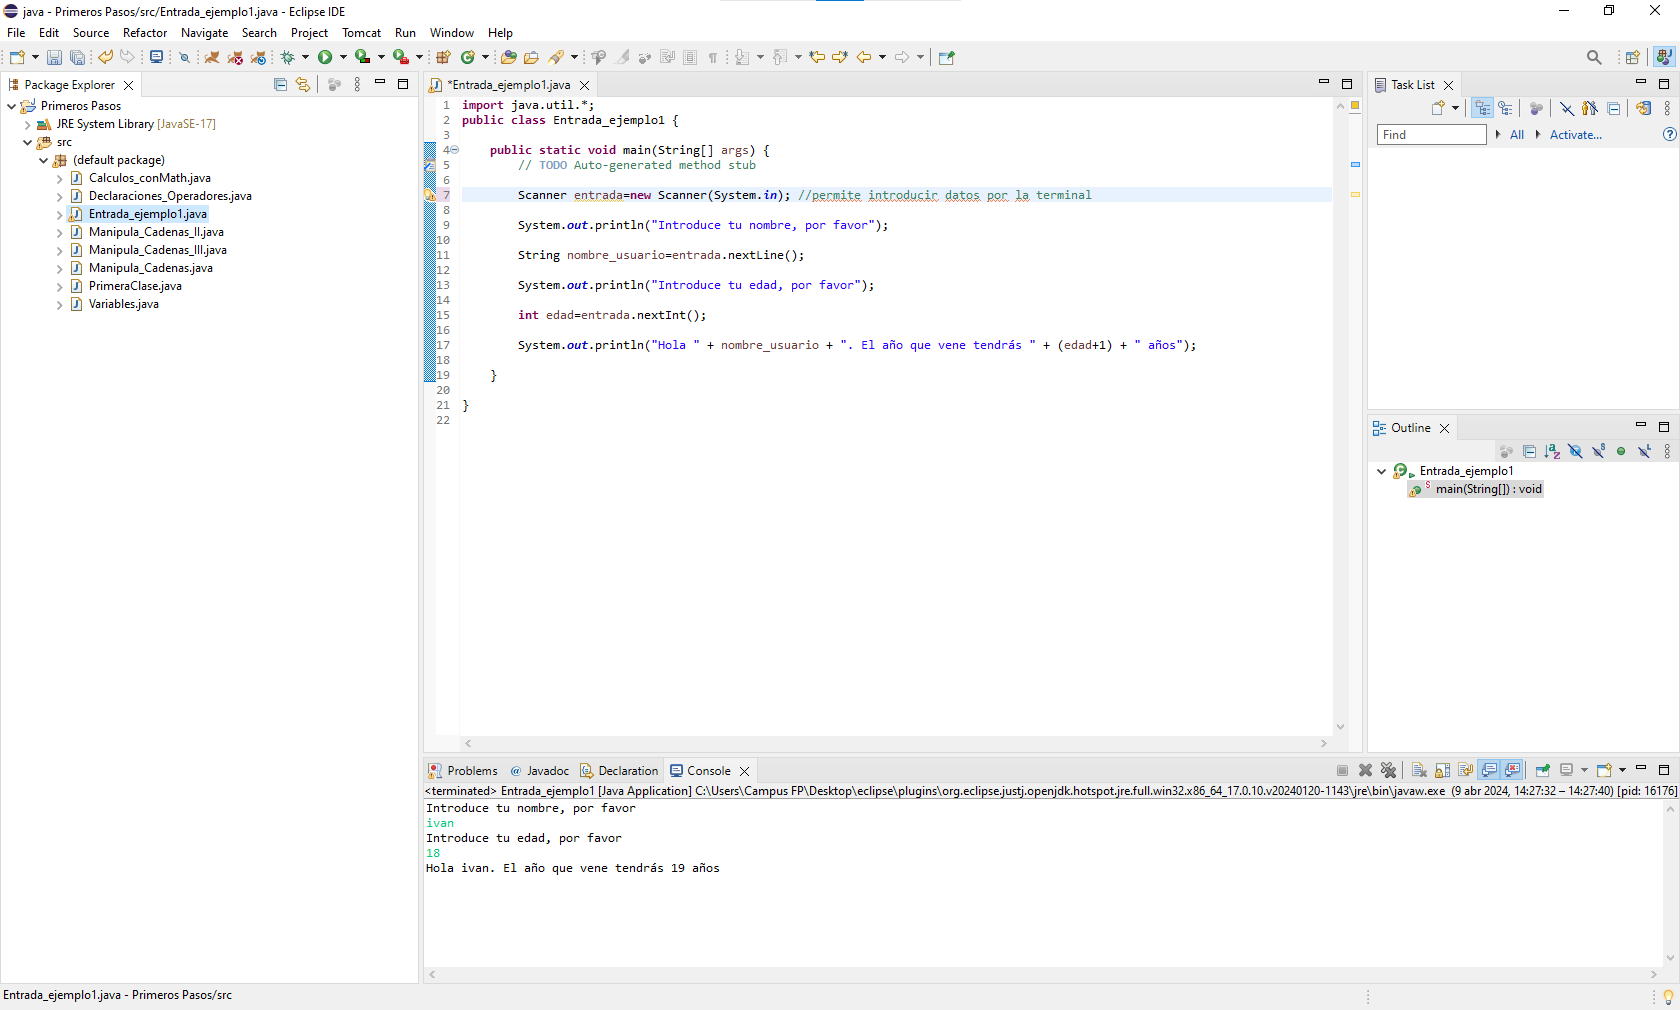 java - Primeros Pasos/src/Entrada_ejemplo1.java - Eclipse IDE
File Edit Source Refactor Navigate Search Project Tomcat Run Window Help
Package Explorer
Primeros Pasos
JRE System Library [JavaSE-17]
src
(default package)
Calculos_conMath.java
Declaraciones_Operadores.java
Entrada_ejemplo1.java
Manipula_Cadenas_II.java
Manipula_Cadenas_III.java
Manipula_Cadenas.java
PrimeraClase.java
Variables.java
*Entrada_ejemplo1.java
1 import java.util.*;
2 public class Entrada_ejemplo1 {
3
4 public static void main(String[] args) {
5 // TODO Auto-generated method stub
6
7 Scanner entrada=new Scanner(System.in); //permite introducir datos por la terminal
8
9 System.out.println("Introduce tu nombre, por favor");
10
11 String nombre_usuario=entrada.nextLine();
12
13 System.out.println("Introduce tu edad, por favor");
14
15 int edad=entrada.nextInt();
16
17 System.out.println("Hola " + nombre_usuario + ". El año que vene tendrás " + (edad+1) + " años");
18
19 }
20
21 }
22
Task List
Find All Activate...
Outline
Entrada_ejemplo1
main(String[]) : void
Problems @ Javadoc Declaration Console
<terminated> Entrada_ejemplo1 [Java Application] C:\Users\Campus FP\Desktop\eclipse\plugins\org.eclipse.justj.openjdk.hotspot.jre.full.win32.x86_64_17.0.10.v20240120-1143\jre\bin\javaw.exe (9 abr 2024, 14:27:32 – 14:27:40) [pid: 16176]
Introduce tu nombre, por favor
ivan
Introduce tu edad, por favor
18
Hola ivan. El año que vene tendrás 19 años
Entrada_ejemplo1.java - Primeros Pasos/src